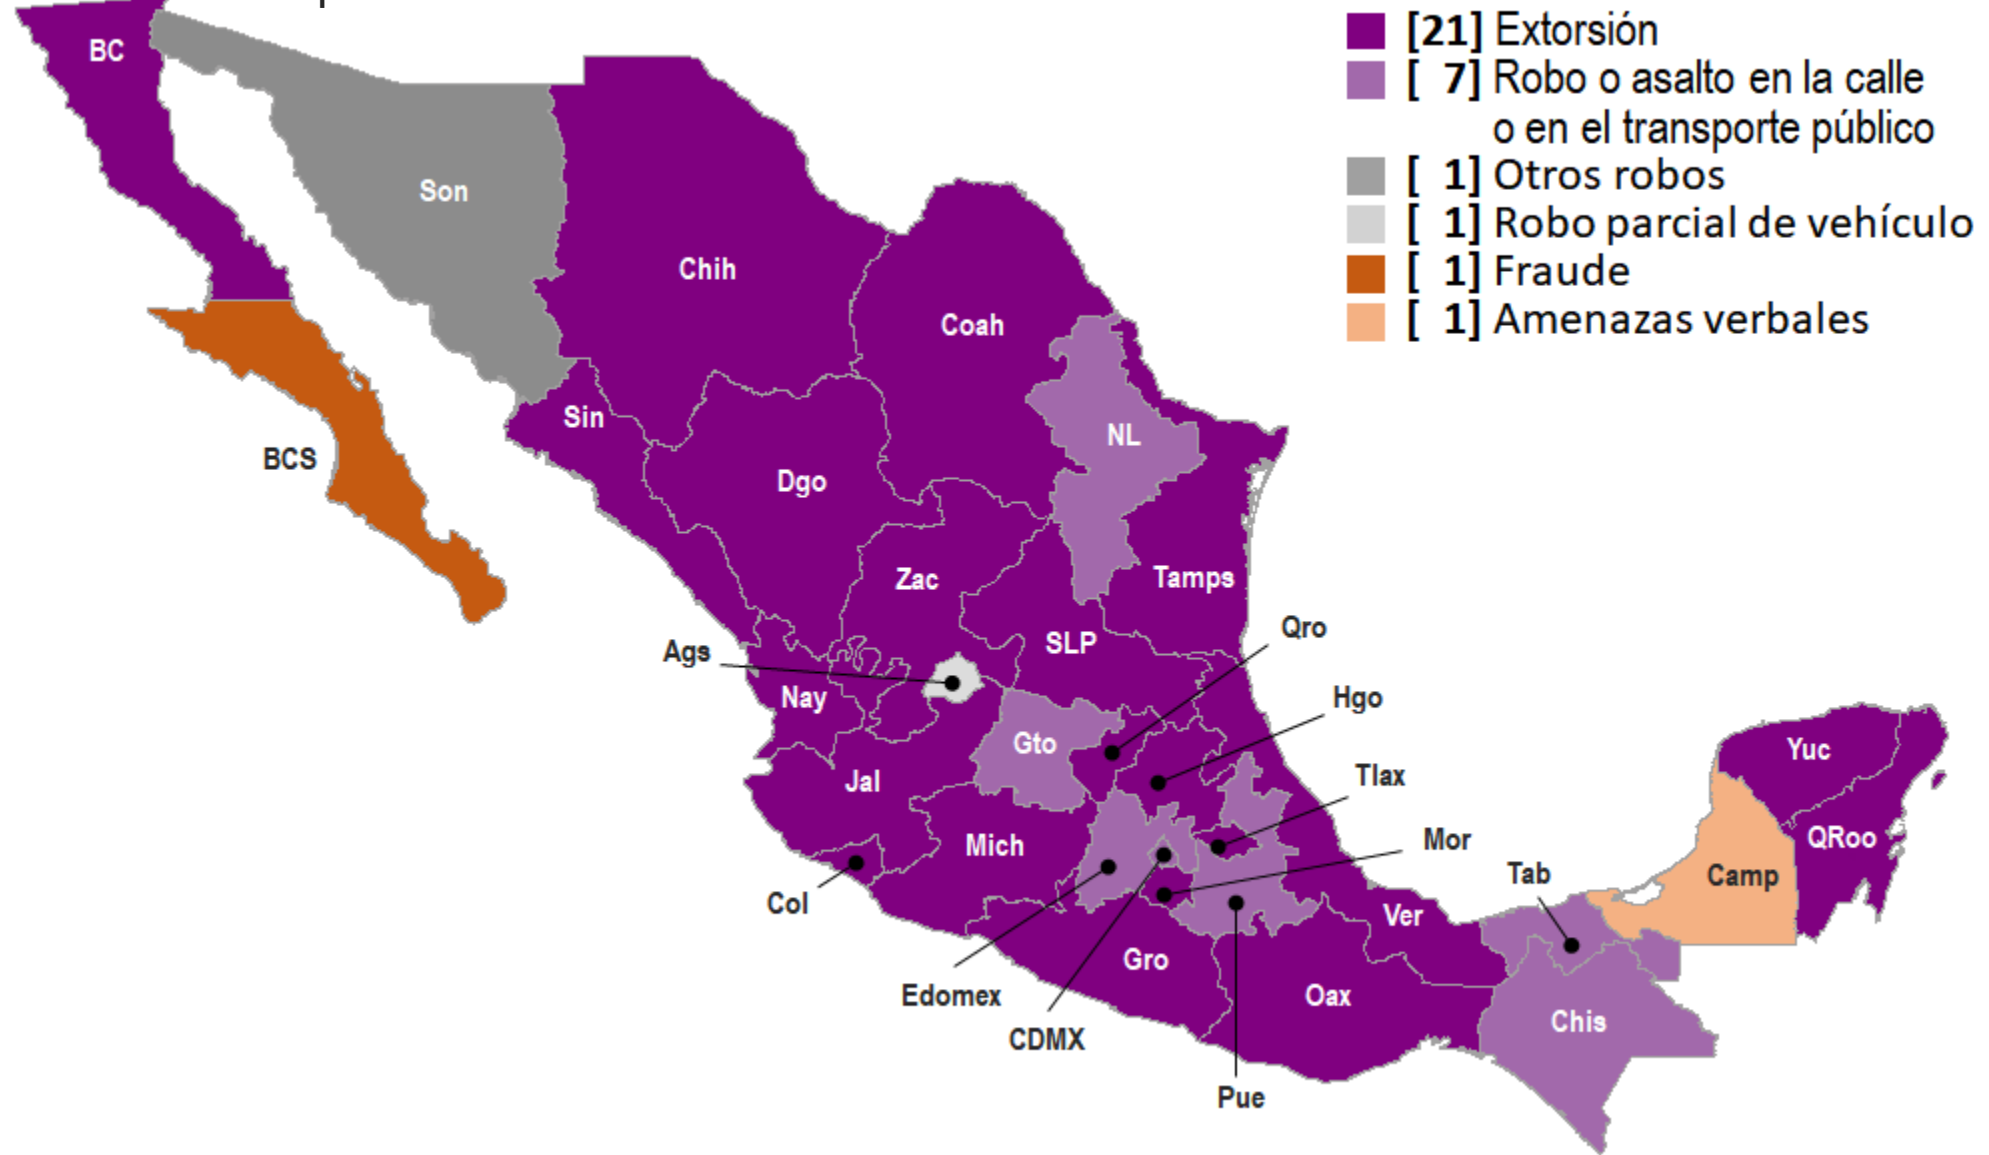 BC
[21] Extorsión
[ 7] Robo o asalto en la calle
o en el transporte público
[ 1] Otros robos
[ 1] Robo parcial de vehículo
[ 1] Fraude
[ 1] Amenazas verbales
Son
Chih
Coah
Sin
NL
BCS
Dgo
Zac
Tamps
Qro
SLP
Ags
Nay
Hgo
Gto
Yuc
Tlax
Jal
QRoo
Mich
Mor
Tab
Camp
Col
Ver
Gro
Edomex
Oax
Chis
CDMX
Pue